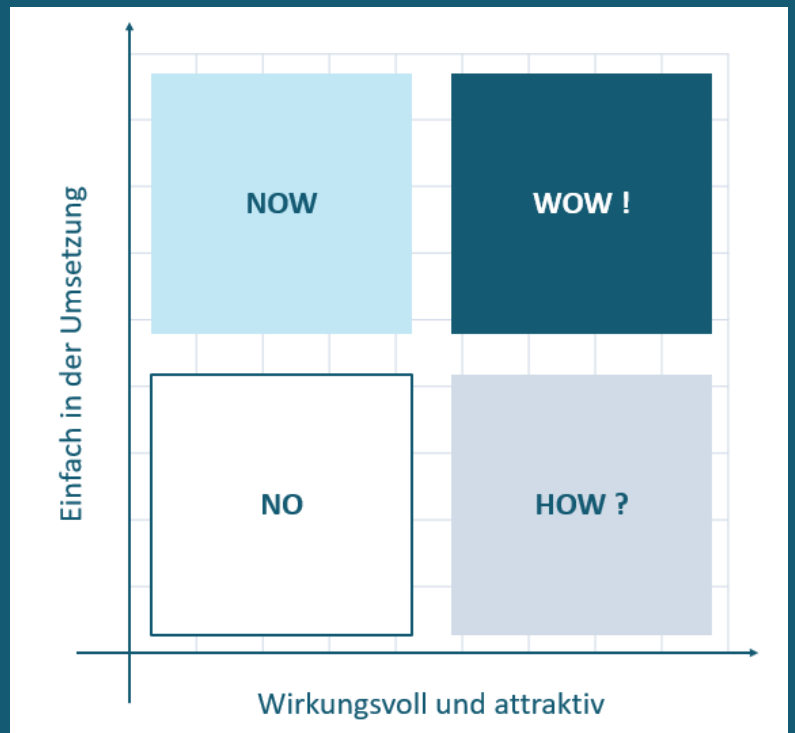 NOW
WOW !
Einfach in der Umsetzung
NO
HOW ?
Wirkungsvoll und attraktiv